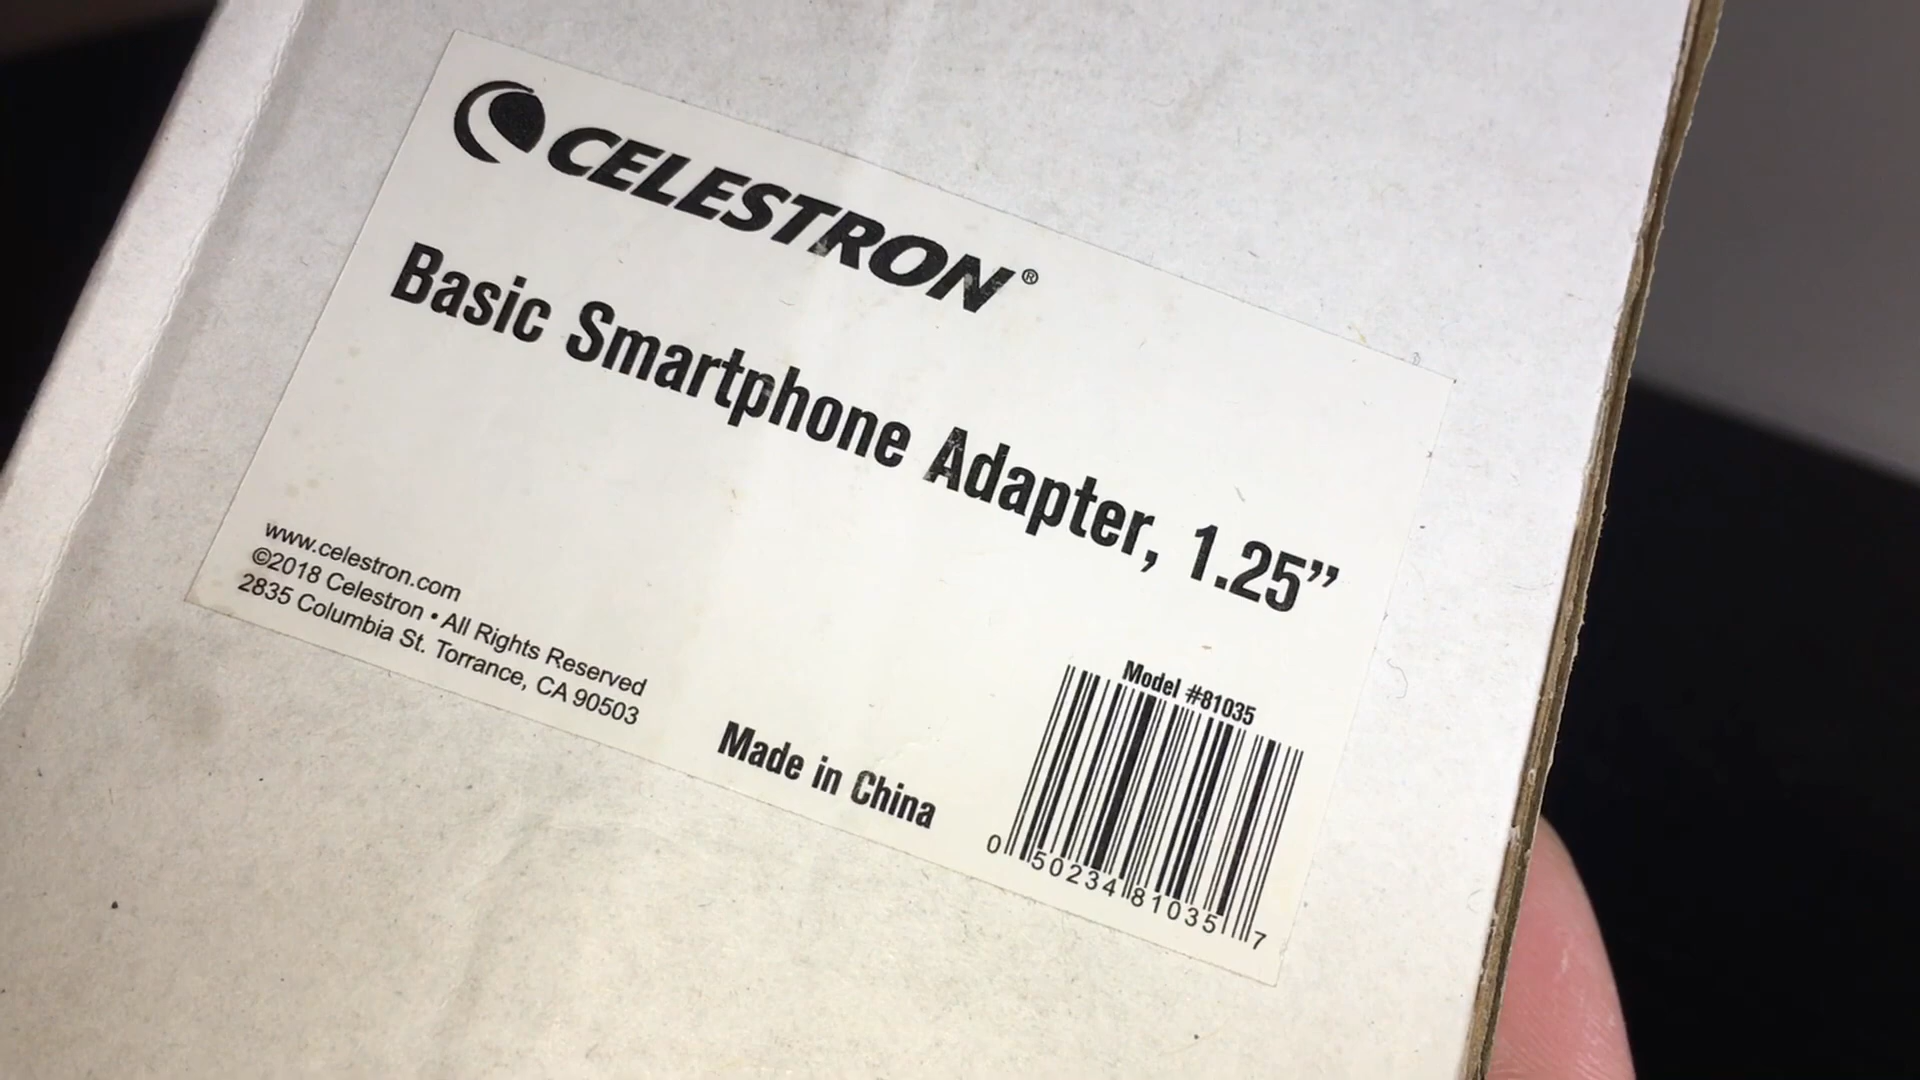 CELESTRON®
Basic Smartphone Adapter, 1.25”
www.celestron.com
©2018 Celestron • All Rights Reserved
2835 Columbia St. Torrance, CA 90503
Made in China
Model #81035
0 50234 81035 7